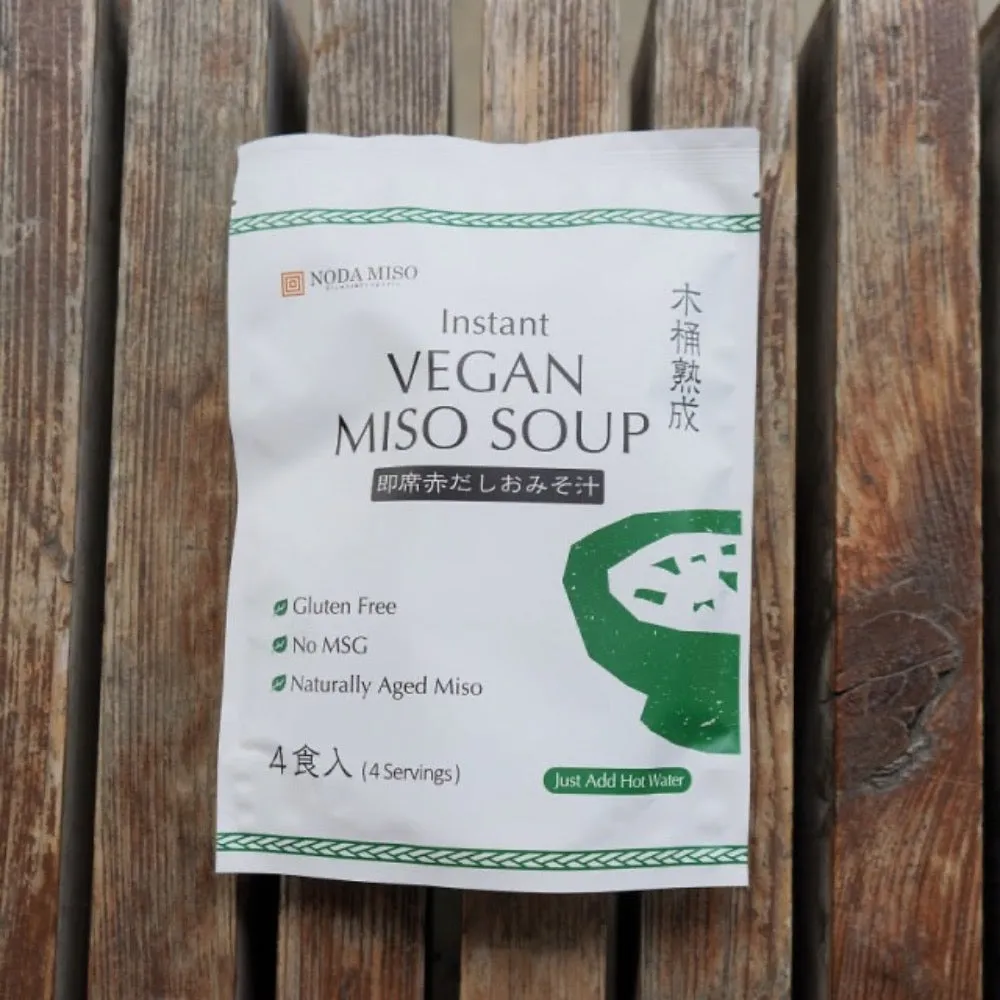 NODA MISO
Instant
VEGAN
MISO SOUP
木桶熟成
即席赤だしおみそ汁
Gluten Free
No MSG
Naturally Aged Miso
4食入 (4 Servings)
Just Add Hot Water